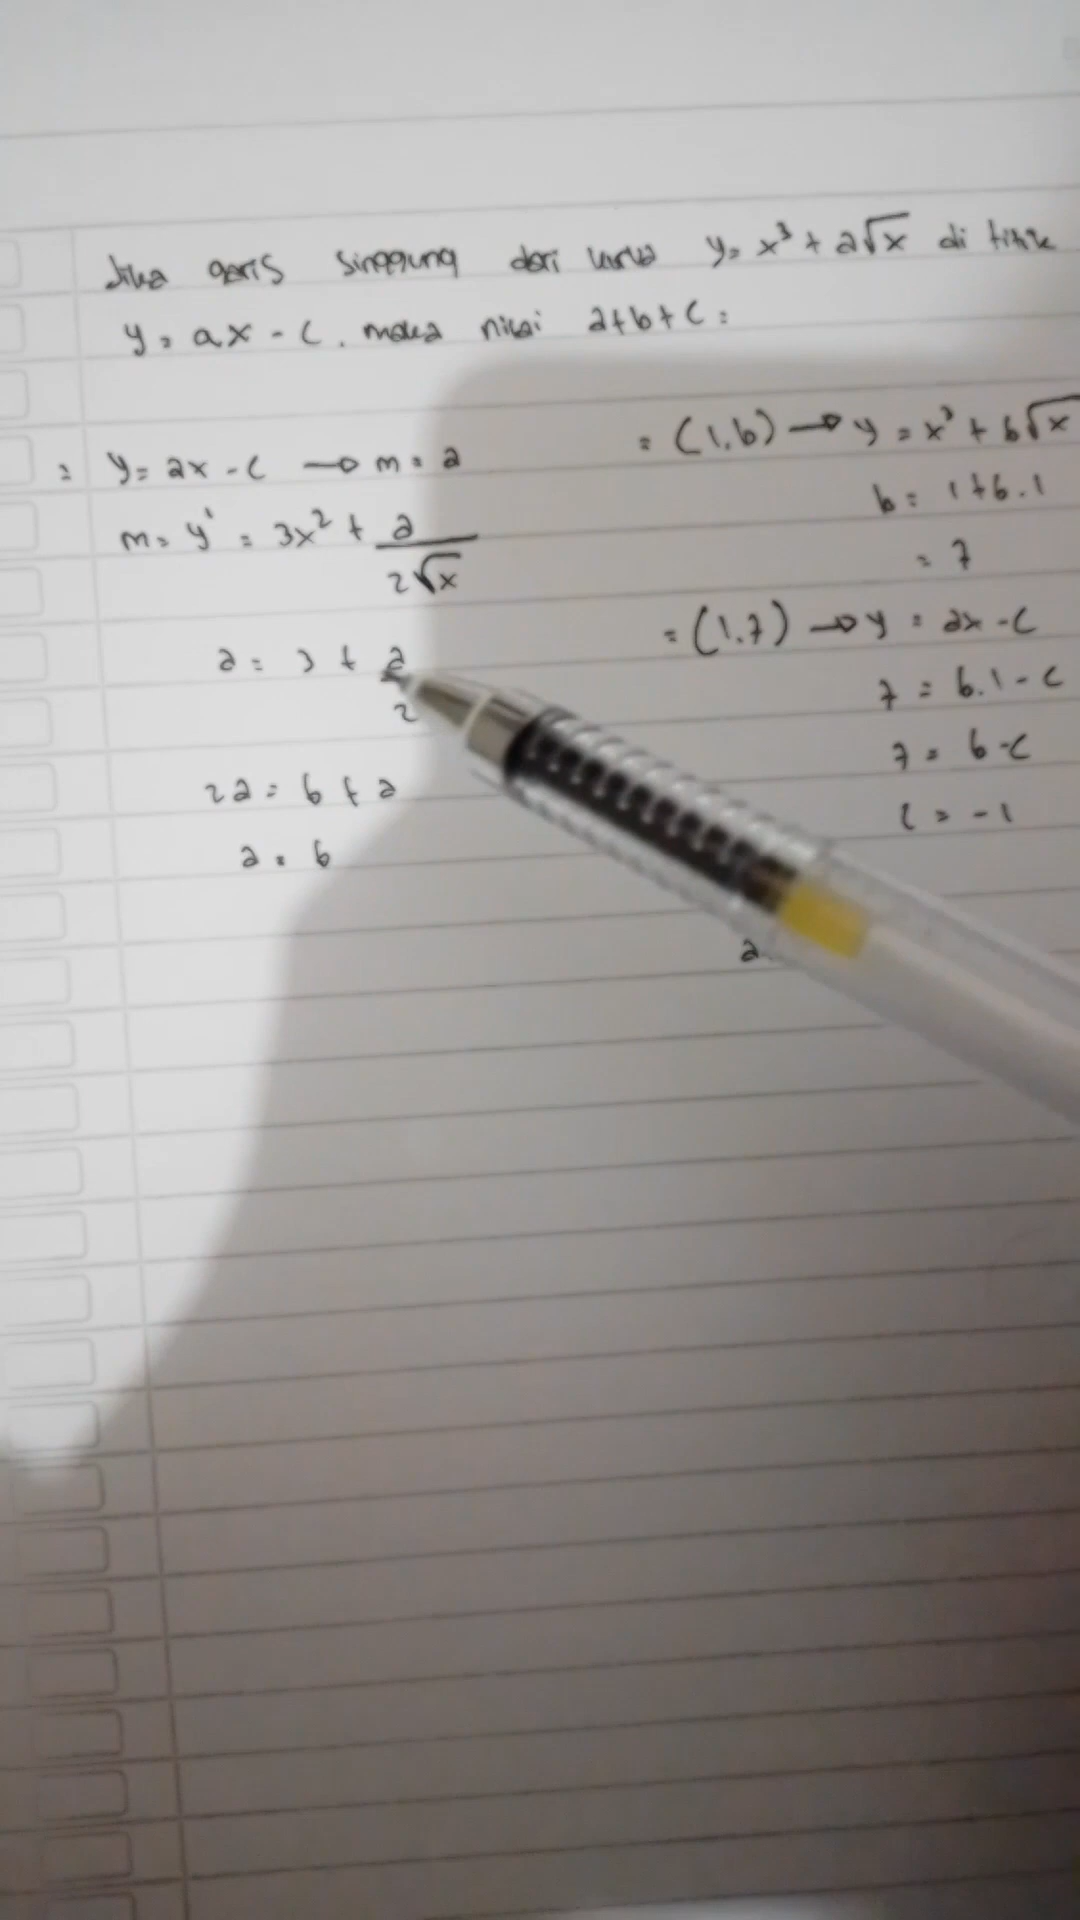 Jika garis singgung dari kurva y = x³ + a√x di titik
y = ax - c. maka nilai a+b+c =
= y = ax - c → m = a
m = y' = 3x² + a/2√x
a = 3 + a/2
2a = 6 + a
a = 6
= (1,b) → y = x³ + 6√x
b = 1+6.1
= 7
= (1.7) → y = ax - c
7 = 6.1 - c
7 = 6-c
c = -1
a